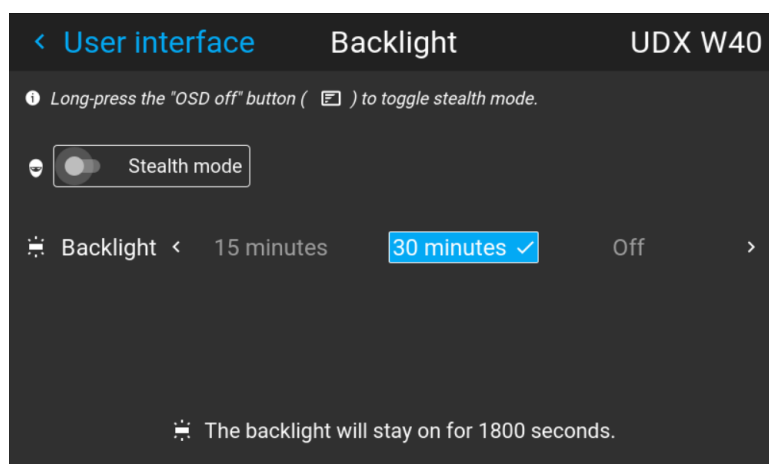 User interface Backlight UDX W40
Long-press the "OSD off" button ( ) to toggle stealth mode.
Stealth mode
Backlight 15 minutes 30 minutes Off
The backlight will stay on for 1800 seconds.